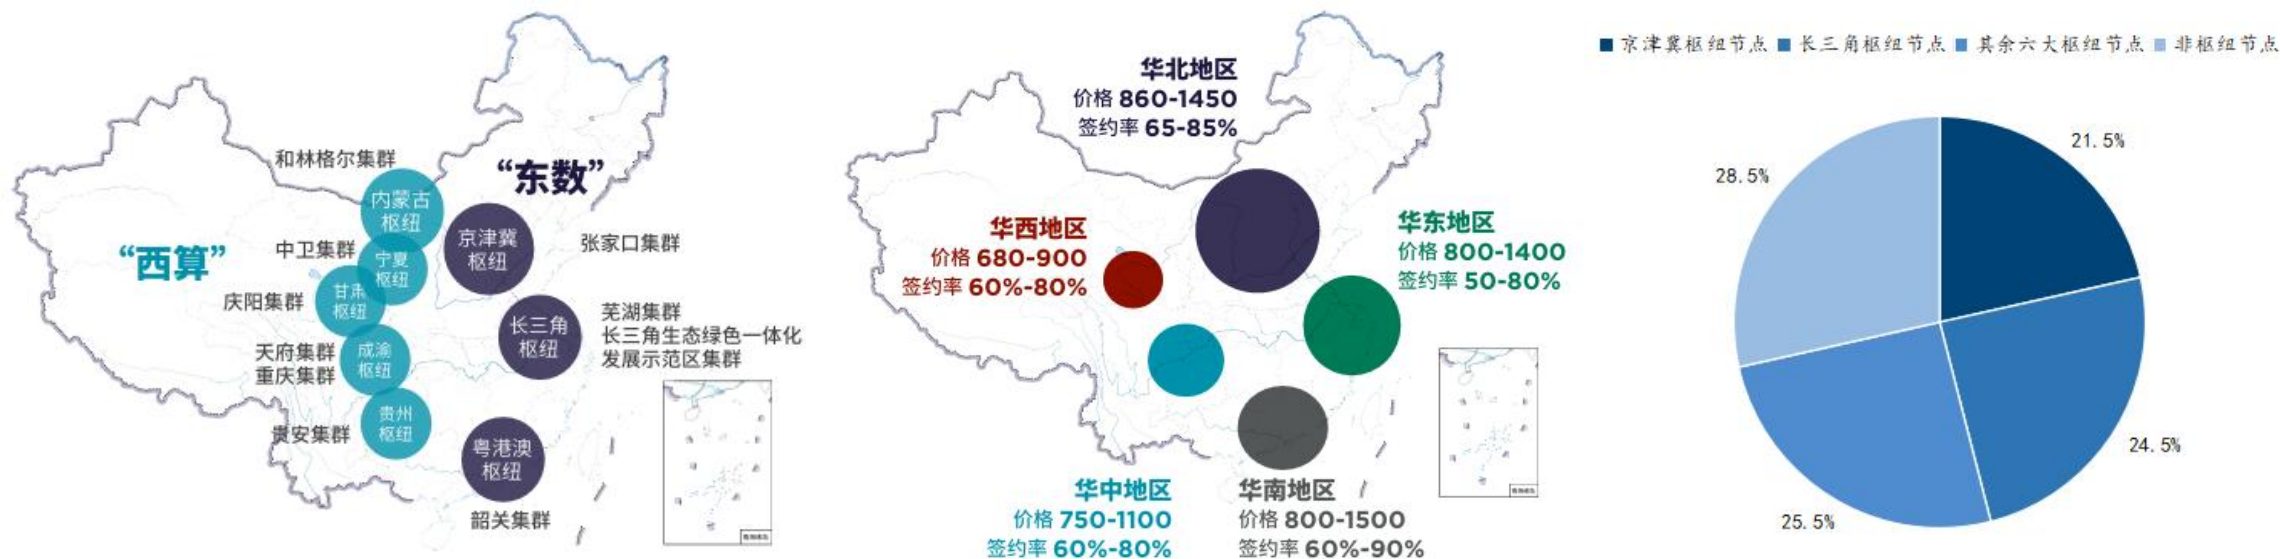 和林格尔集群
内蒙古
枢纽
“东数”
京津冀
枢纽
张家口集群
中卫集群
宁夏
枢纽
“西算”
甘肃
枢纽
庆阳集群
长三角
枢纽
芜湖集群
长三角生态绿色一体化
发展示范区集群
天府集群
重庆集群
成渝
枢纽
贵州
枢纽
贵安集群
粤港澳
枢纽
韶关集群
华北地区
价格 860-1450
签约率 65-85%
华西地区
价格 680-900
签约率 60%-80%
华东地区
价格 800-1400
签约率 50-80%
华中地区
价格 750-1100
签约率 60%-80%
华南地区
价格 800-1500
签约率 60%-90%
京津冀枢纽节点 长三角枢纽节点 其余六大枢纽节点 非枢纽节点
21.5%
28.5%
24.5%
25.5%